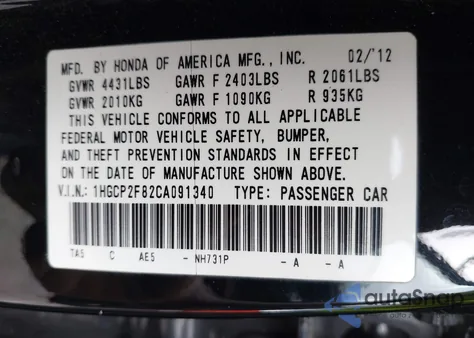 MFD. BY HONDA OF AMERICA MFG., INC. 02/'12
GVWR 4431LBS GAWR F 2403LBS R 2061LBS
GVWR 2010KG GAWR F 1090KG R 935KG
THIS VEHICLE CONFORMS TO ALL APPLICABLE
FEDERAL MOTOR VEHICLE SAFETY, BUMPER,
AND THEFT PREVENTION STANDARDS IN EFFECT
ON THE DATE OF MANUFACTURE SHOWN ABOVE.
V.I.N.: 1HGCP2F82CA091340 TYPE: PASSENGER CAR
TA5 C AE5 - NH731P - A - A
autoSnap